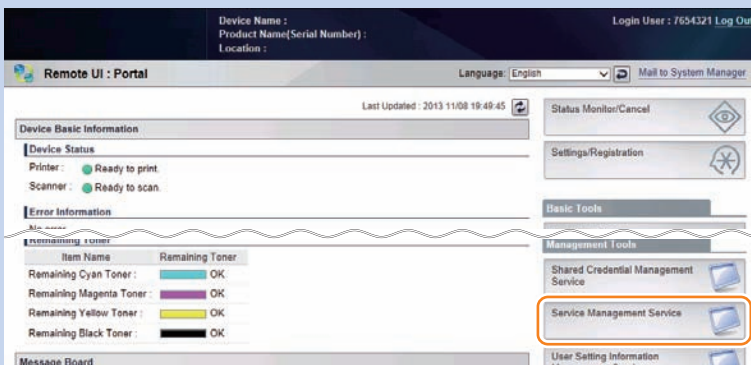 Device Name :
Product Name(Serial Number) :
Location :
Login User : 7654321 Log Ou
Remote UI : Portal
Language: English
Mail to System Manager
Last Updated : 2013 11/08 19:49:45
Device Basic Information
Device Status
Printer : Ready to print.
Scanner : Ready to scan.
Error Information
No error
Remaining Toner
Item Name Remaining Toner
Remaining Cyan Toner : OK
Remaining Magenta Toner : OK
Remaining Yellow Toner : OK
Remaining Black Toner : OK
Message Board
Status Monitor/Cancel
Settings/Registration
Basic Tools
Management Tools
Shared Credential Management
Service
Service Management Service
User Setting Information